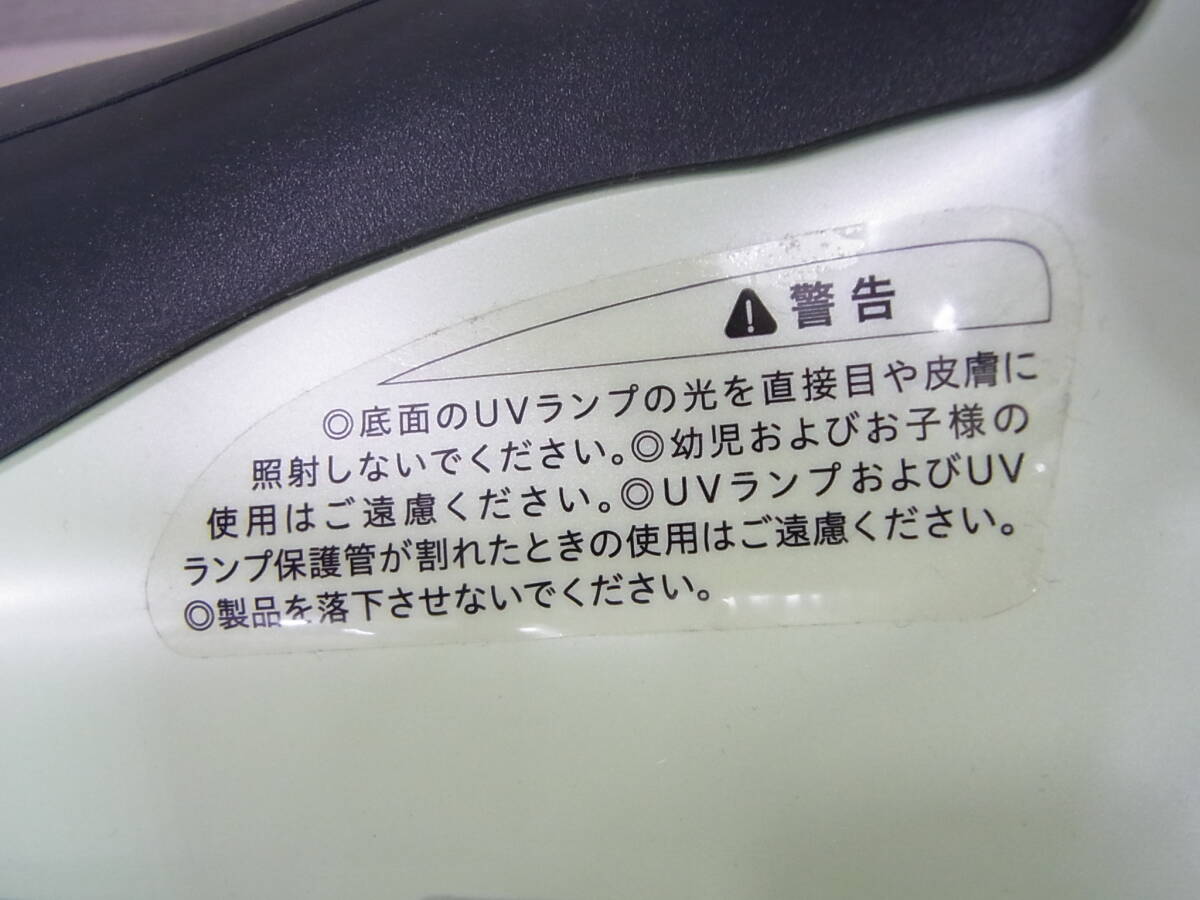 ⚠警告
◎底面のUVランプの光を直接目や皮膚に
照射しないでください。◎幼児およびお子様の
使用はご遠慮ください。◎UVランプおよびUV
ランプ保護管が割れたときの使用はご遠慮ください。
◎製品を落下させないでください。